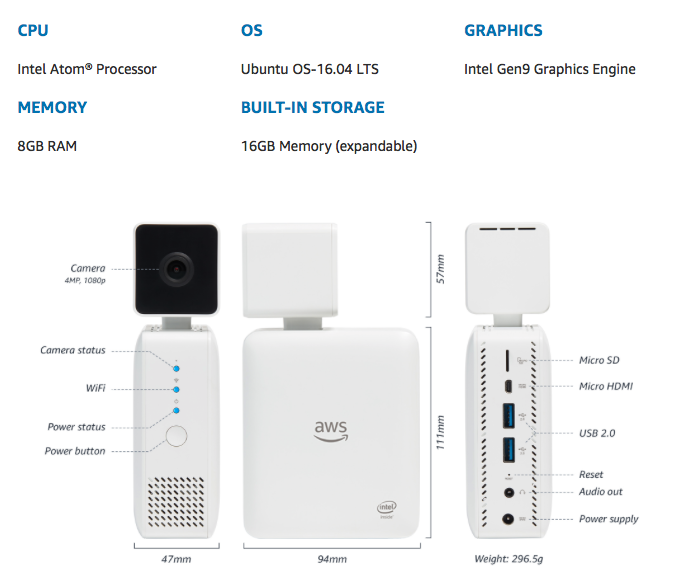 CPU
OS
GRAPHICS
Intel Atom® Processor
Ubuntu OS-16.04 LTS
Intel Gen9 Graphics Engine
MEMORY
BUILT-IN STORAGE
8GB RAM
16GB Memory (expandable)
Camera
4MP, 1080p
57mm
Camera status
WiFi
Power status
Power button
aws
intel
inside
111mm
Micro SD
Micro HDMI
USB 2.0
Reset
Audio out
Power supply
47mm
94mm
Weight: 296.5g